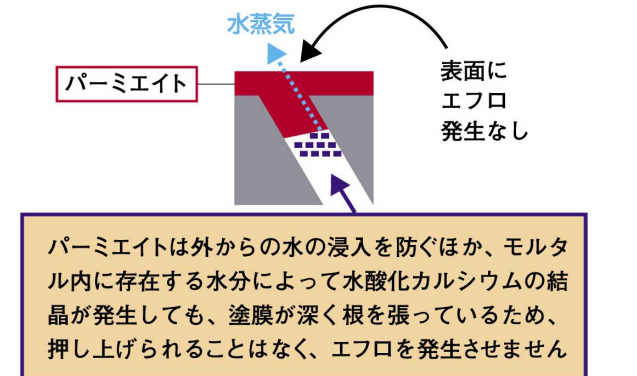 水蒸気
パーミエイト
表面に
エフロ
発生なし
パーミエイトは外からの水の浸入を防ぐほか、モルタ
ル内に存在する水分によって水酸化カルシウムの結
晶が発生しても、塗膜が深く根を張っているため、
押し上げられることはなく、エフロを発生させません